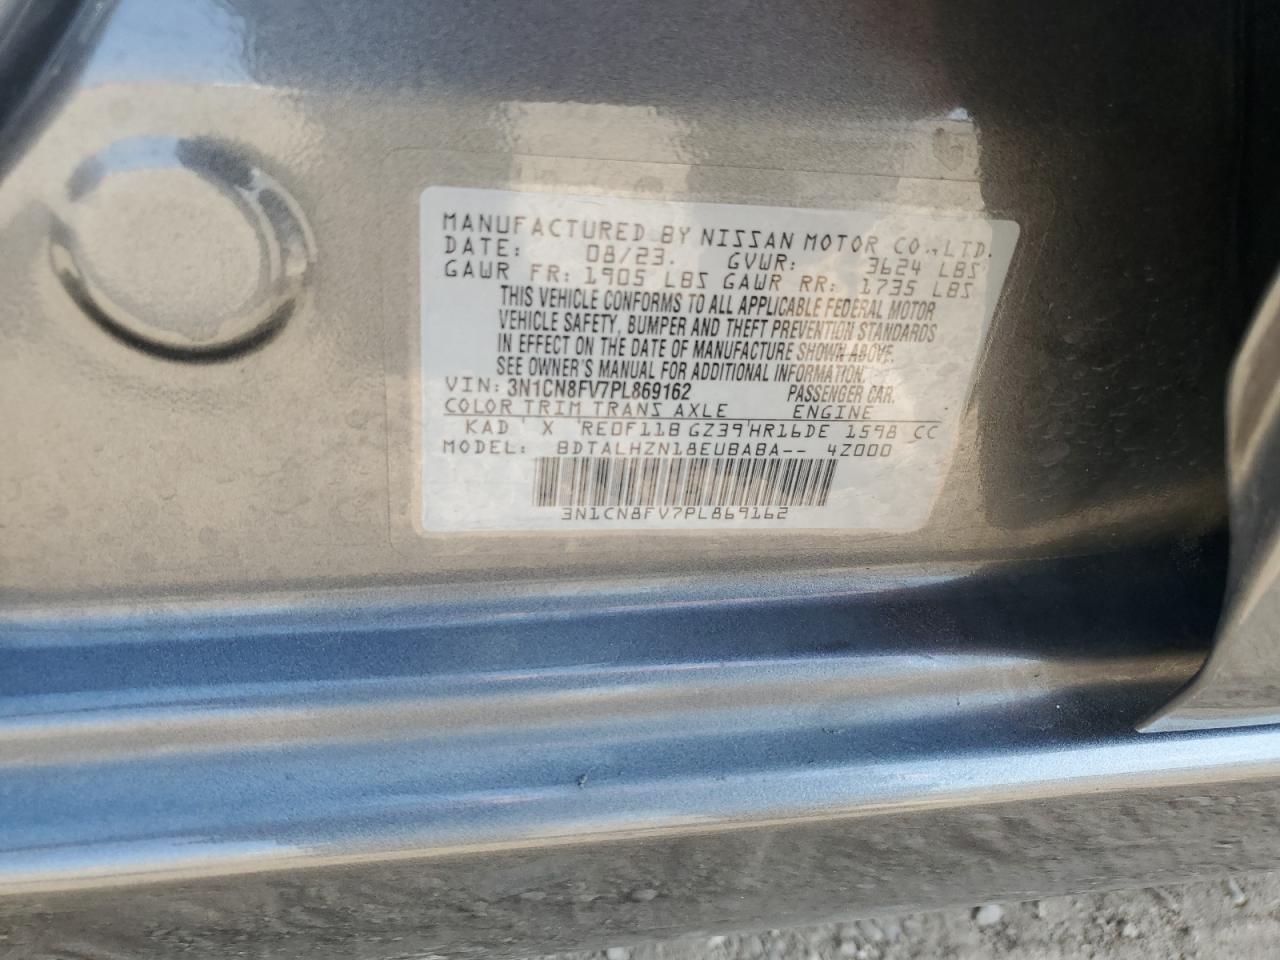 MANUFACTURED BY NISSAN MOTOR CO.,LTD.
DATE: 08/23. GVWR: 3624 LBS
GAWR FR: 1905 LBS GAWR RR: 1735 LBS
THIS VEHICLE CONFORMS TO ALL APPLICABLE FEDERAL MOTOR
VEHICLE SAFETY, BUMPER AND THEFT PREVENTION STANDARDS
IN EFFECT ON THE DATE OF MANUFACTURE SHOWN ABOVE.
SEE OWNER'S MANUAL FOR ADDITIONAL INFORMATION.
VIN: 3N1CN8FV7PL869162 PASSENGER CAR.
COLOR TRIM TRANS AXLE ENGINE
KAD X RE0F11B GZ39 HR16DE 1598 CC
MODEL: BDTALHZN18EUBABA-- 4Z000
3N1CN8FV7PL869162